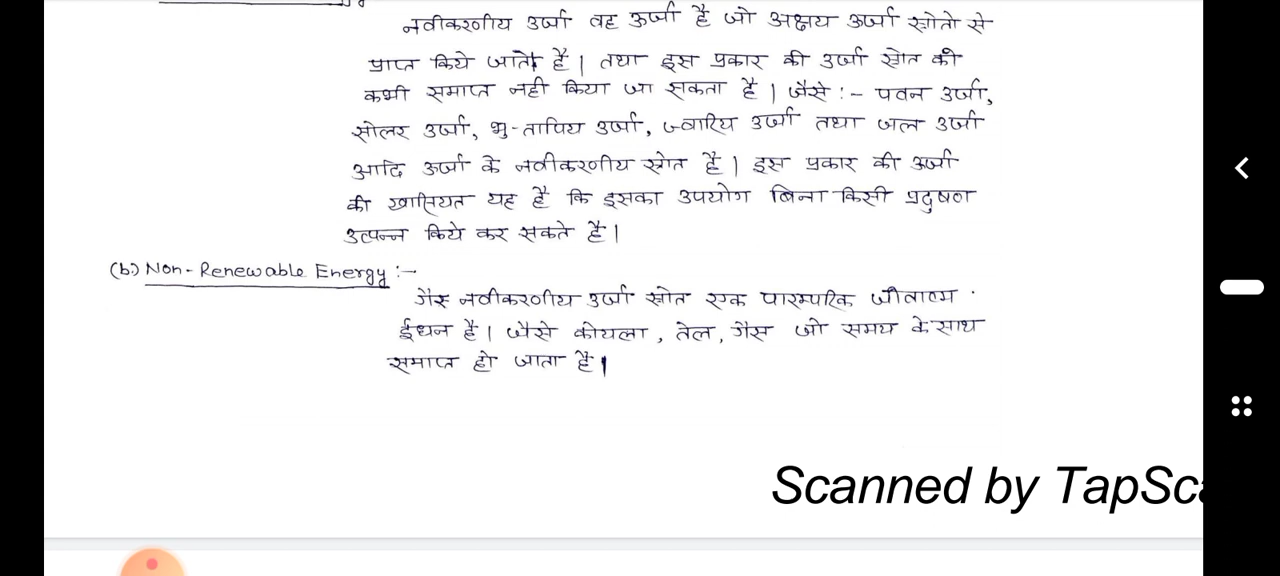 नवीकरणीय उर्जा वह ऊर्जा है जो अक्षय ऊर्जा स्रोतो से
प्राप्त किये जाते है। तथा इस प्रकार की उर्जा स्रोत को
कभी समाप्त नही किया जा सकता है। जैसे :- पवन उर्जा,
सोलर उर्जा, भु-तापिय उर्जा, ज्वारिय उर्जा तथा जल उर्जा
आदि ऊर्जा के नवीकरणीय स्रोत है। इस प्रकार की ऊर्जा
की खासियत यह है कि इसका उपयोग बिना किसी प्रदुषण
उत्पन्न किये कर सकते है।
(b) Non-Renewable Energy :-
गैर नवीकरणीय उर्जा स्रोत एक पारम्परिक जीवाश्म
ईंधन है। जैसे कोयला, तेल, गैस जो समय के साथ
समाप्त हो जाता है।
Scanned by TapSca